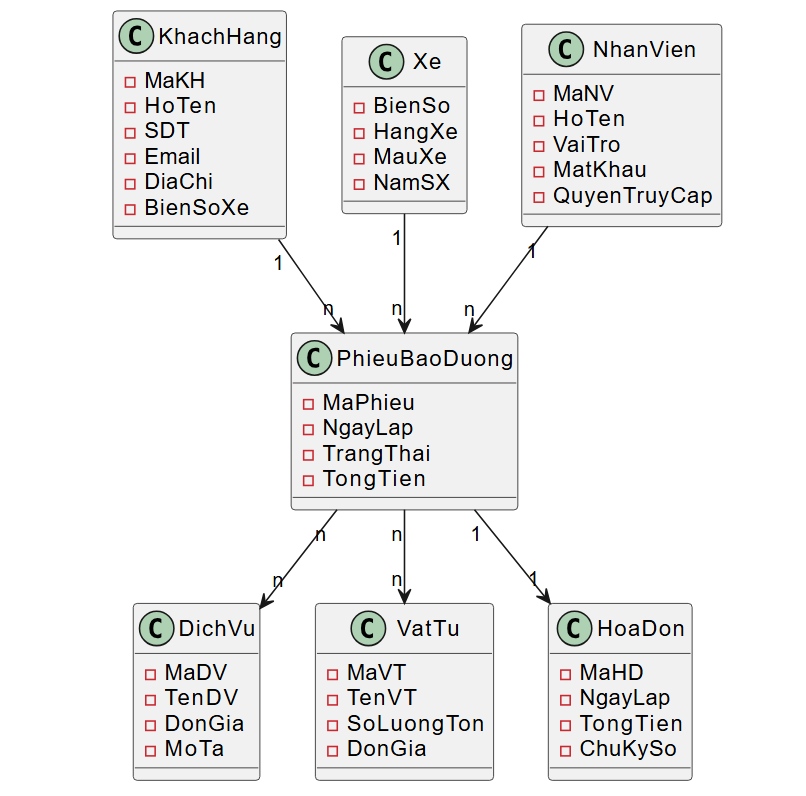 C KhachHang
MaKH
HoTen
SDT
Email
DiaChi
BienSoXe
C Xe
BienSo
HangXe
MauXe
NamSX
C NhanVien
MaNV
HoTen
VaiTro
MatKhau
QuyenTruyCap
1
n
1
n
1
n
C PhieuBaoDuong
MaPhieu
NgayLap
TrangThai
TongTien
n
n
n
n
1
1
C DichVu
MaDV
TenDV
DonGia
MoTa
C VatTu
MaVT
TenVT
SoLuongTon
DonGia
C HoaDon
MaHD
NgayLap
TongTien
ChuKySo